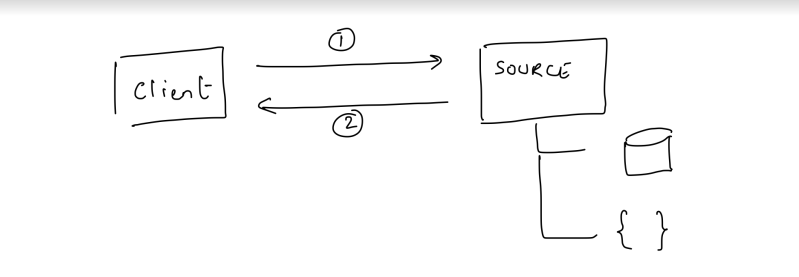 ①
Client
SOURCE
②
{ }